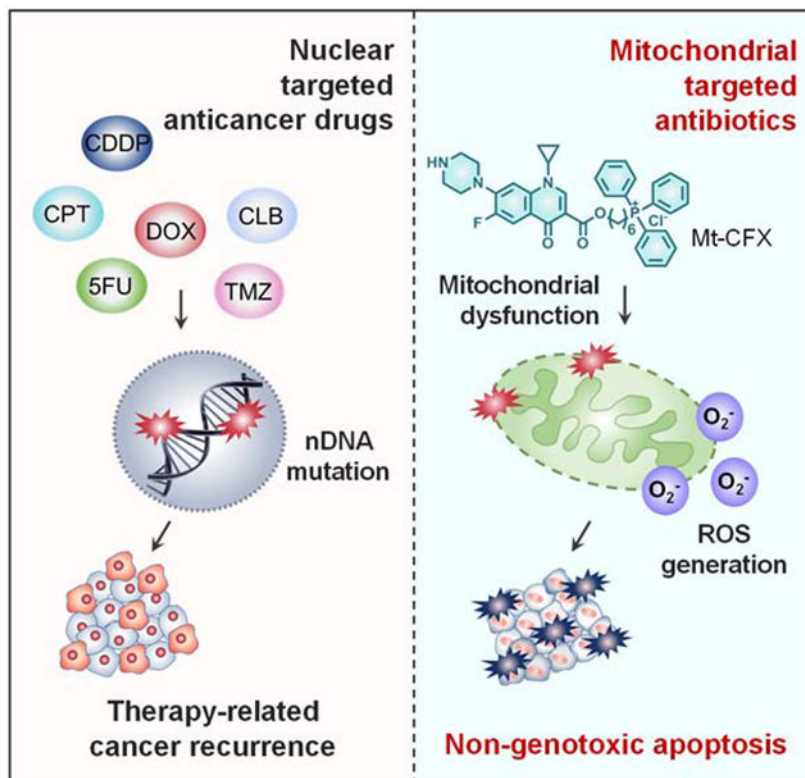 Nuclear
targeted
anticancer drugs
CDDP
CPT
DOX
CLB
5FU
TMZ
nDNA
mutation
Therapy-related
cancer recurrence
Mitochondrial
targeted
antibiotics
HN
N
N
F
O
O
O
6
P+
Cl-
Mt-CFX
Mitochondrial
dysfunction
O2-
O2-
O2-
ROS
generation
Non-genotoxic apoptosis